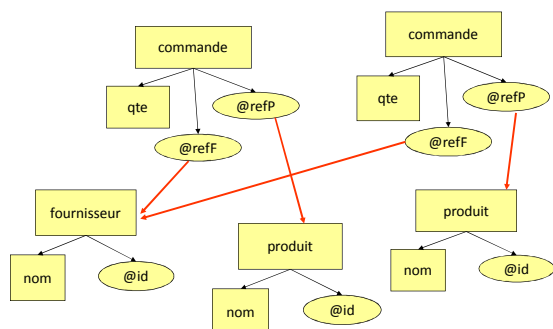 commande
commande
qte
@refP
qte
@refP
@refF
@refF
fournisseur
produit
produit
nom
@id
nom
@id
nom
@id